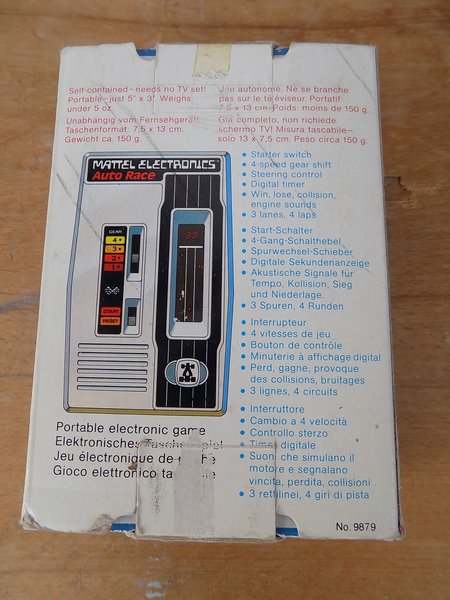 Self-contained—needs no TV set!
Portable—just 5" x 3". Weighs
under 5 oz.
Unabhängig vom Fernsehgerät!
Taschenformat, 7,5 x 13 cm.
Gewicht ca. 150 g.
Jeu autonome. Ne se branche
pas sur le téléviseur. Portatif:
7.5 x 13 cm. Poids: moins de 150 g.
Gia completo, non richiede
schermo TV! Misura tascabile—
solo 13 x 7.5 cm. Peso circa 150 g.
MATTEL ELECTRONICS
Auto Race
GEAR
4
3
2
1
START
RESET
39
• Starter switch
• 4-speed gear shift
• Steering control
• Digital timer
• Win, lose, collision,
engine sounds
• 3 lanes, 4 laps
• Start-Schalter
• 4-Gang-Schalthebel
• Spurwechsel-Schieber
• Digitale Sekundenanzeige
• Akustische Signale für
Tempo, Kollision, Sieg
und Niederlage.
• 3 Spuren, 4 Runden
• Interrupteur
• 4 vitesses de jeu
• Bouton de contrôle
• Minuterie à affichage digital
• Perd, gagne, provoque
des collisions, bruitages
• 3 lignes, 4 circuits
• Interruttore
• Cambio a 4 velocità
• Controllo sterzo
• Timer digitale
• Suoni che simulano il
motore e segnalano
vincita, perdita, collisioni
• 3 rettilinei, 4 giri di pista
Portable electronic game
Elektronisches Taschenspiel
Jeu électronique de poche
Gioco elettronico tascabile
No. 9879